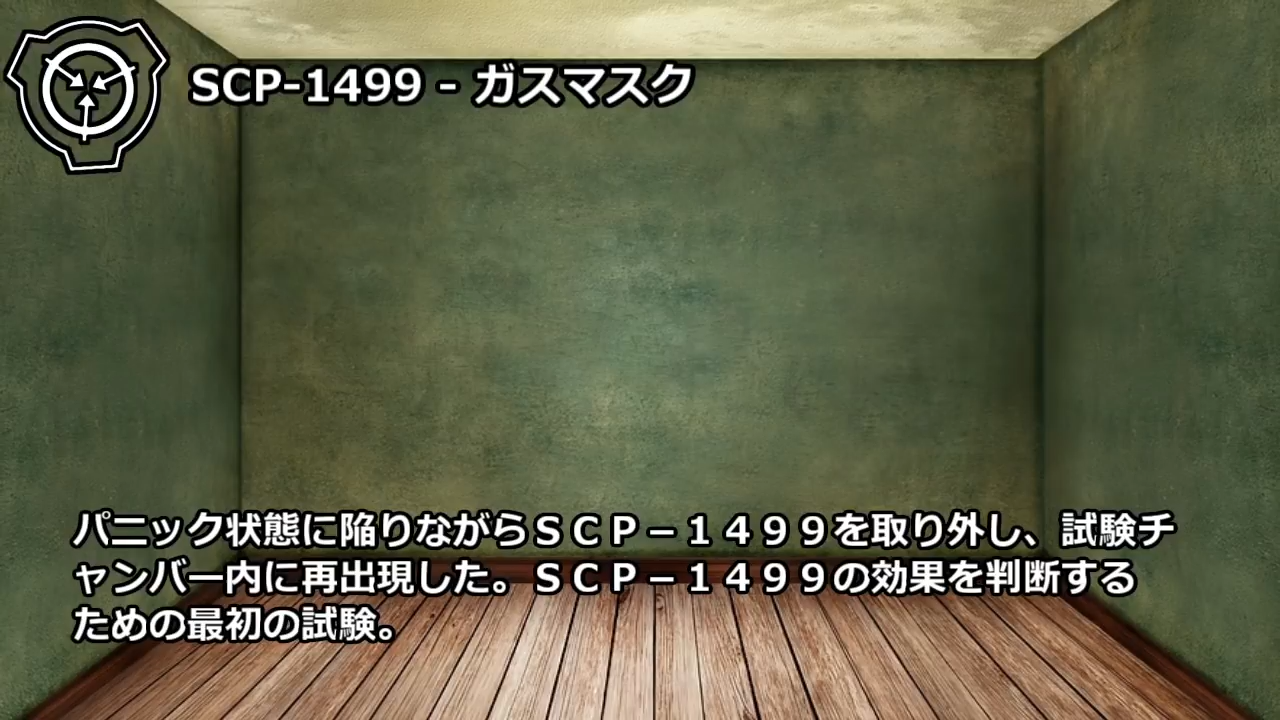 SCP-1499 - ガスマスク
パニック状態に陥りながらＳＣＰ－１４９９を取り外し、試験チ
ャンバー内に再出現した。ＳＣＰ－１４９９の効果を判断する
ための最初の試験。